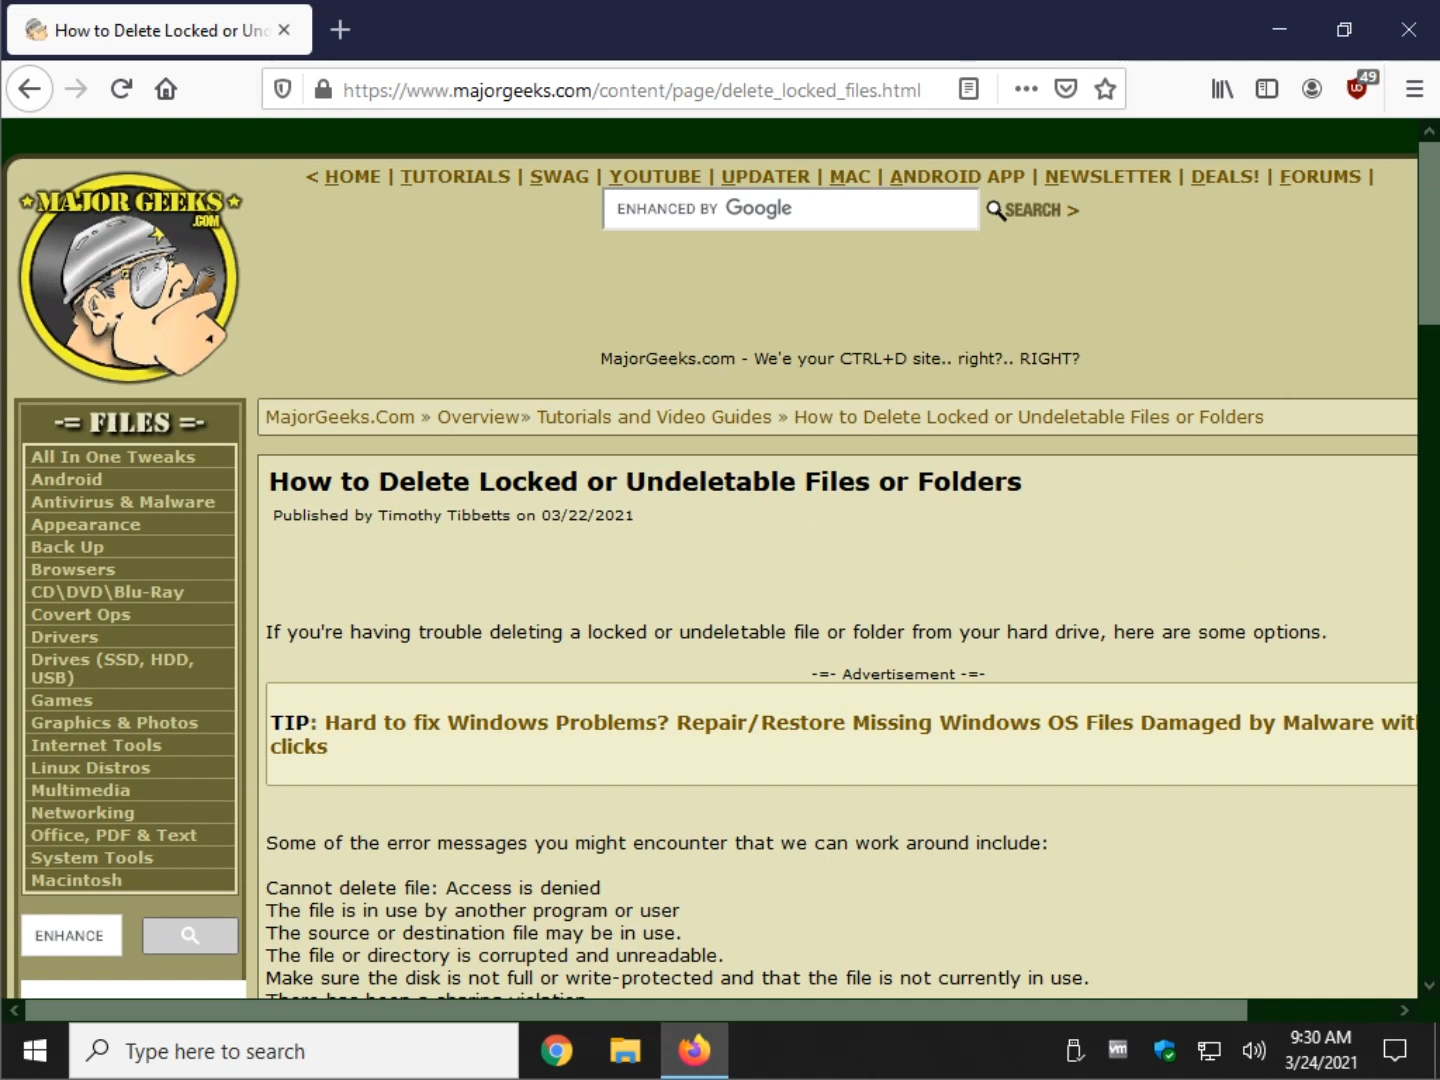 How to Delete Locked or Un
https://www.majorgeeks.com/content/page/delete_locked_files.html
49
MAJOR GEEKS
.COM
< HOME | TUTORIALS | SWAG | YOUTUBE | UPDATER | MAC | ANDROID APP | NEWSLETTER | DEALS! | FORUMS |
ENHANCED BY Google
SEARCH >
MajorGeeks.com - We'e your CTRL+D site.. right?.. RIGHT?
-= FILES =-
All In One Tweaks
Android
Antivirus & Malware
Appearance
Back Up
Browsers
CD\DVD\Blu-Ray
Covert Ops
Drivers
Drives (SSD, HDD,
USB)
Games
Graphics & Photos
Internet Tools
Linux Distros
Multimedia
Networking
Office, PDF & Text
System Tools
Macintosh
ENHANCE
MajorGeeks.Com » Overview» Tutorials and Video Guides » How to Delete Locked or Undeletable Files or Folders
How to Delete Locked or Undeletable Files or Folders
Published by Timothy Tibbetts on 03/22/2021
If you're having trouble deleting a locked or undeletable file or folder from your hard drive, here are some options.
-=- Advertisement -=-
TIP: Hard to fix Windows Problems? Repair/Restore Missing Windows OS Files Damaged by Malware wit
clicks
Some of the error messages you might encounter that we can work around include:
Cannot delete file: Access is denied
The file is in use by another program or user
The source or destination file may be in use.
The file or directory is corrupted and unreadable.
Make sure the disk is not full or write-protected and that the file is not currently in use.
Type here to search
vm
9:30 AM
3/24/2021